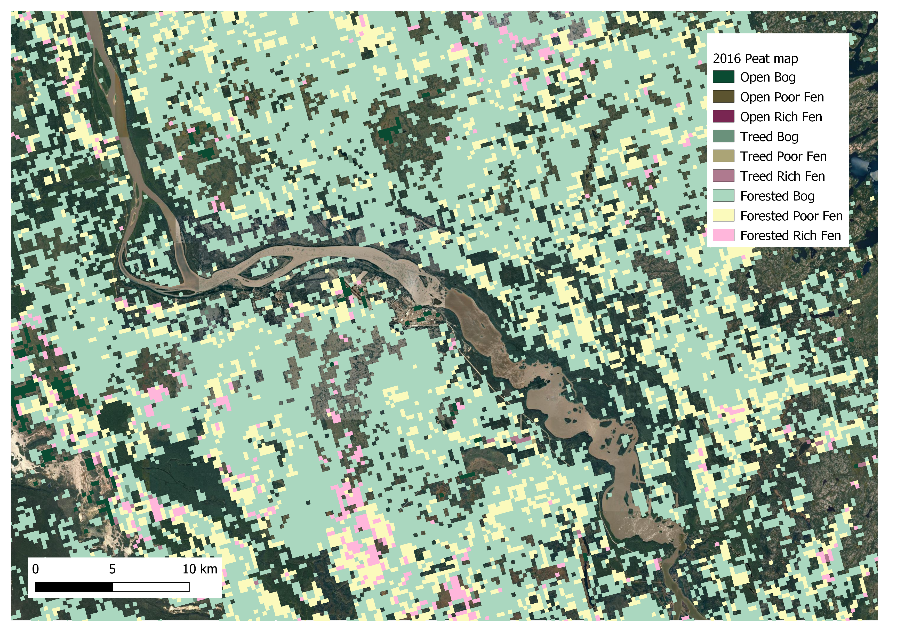 2016 Peat map
Open Bog
Open Poor Fen
Open Rich Fen
Treed Bog
Treed Poor Fen
Treed Rich Fen
Forested Bog
Forested Poor Fen
Forested Rich Fen
0 5 10 km